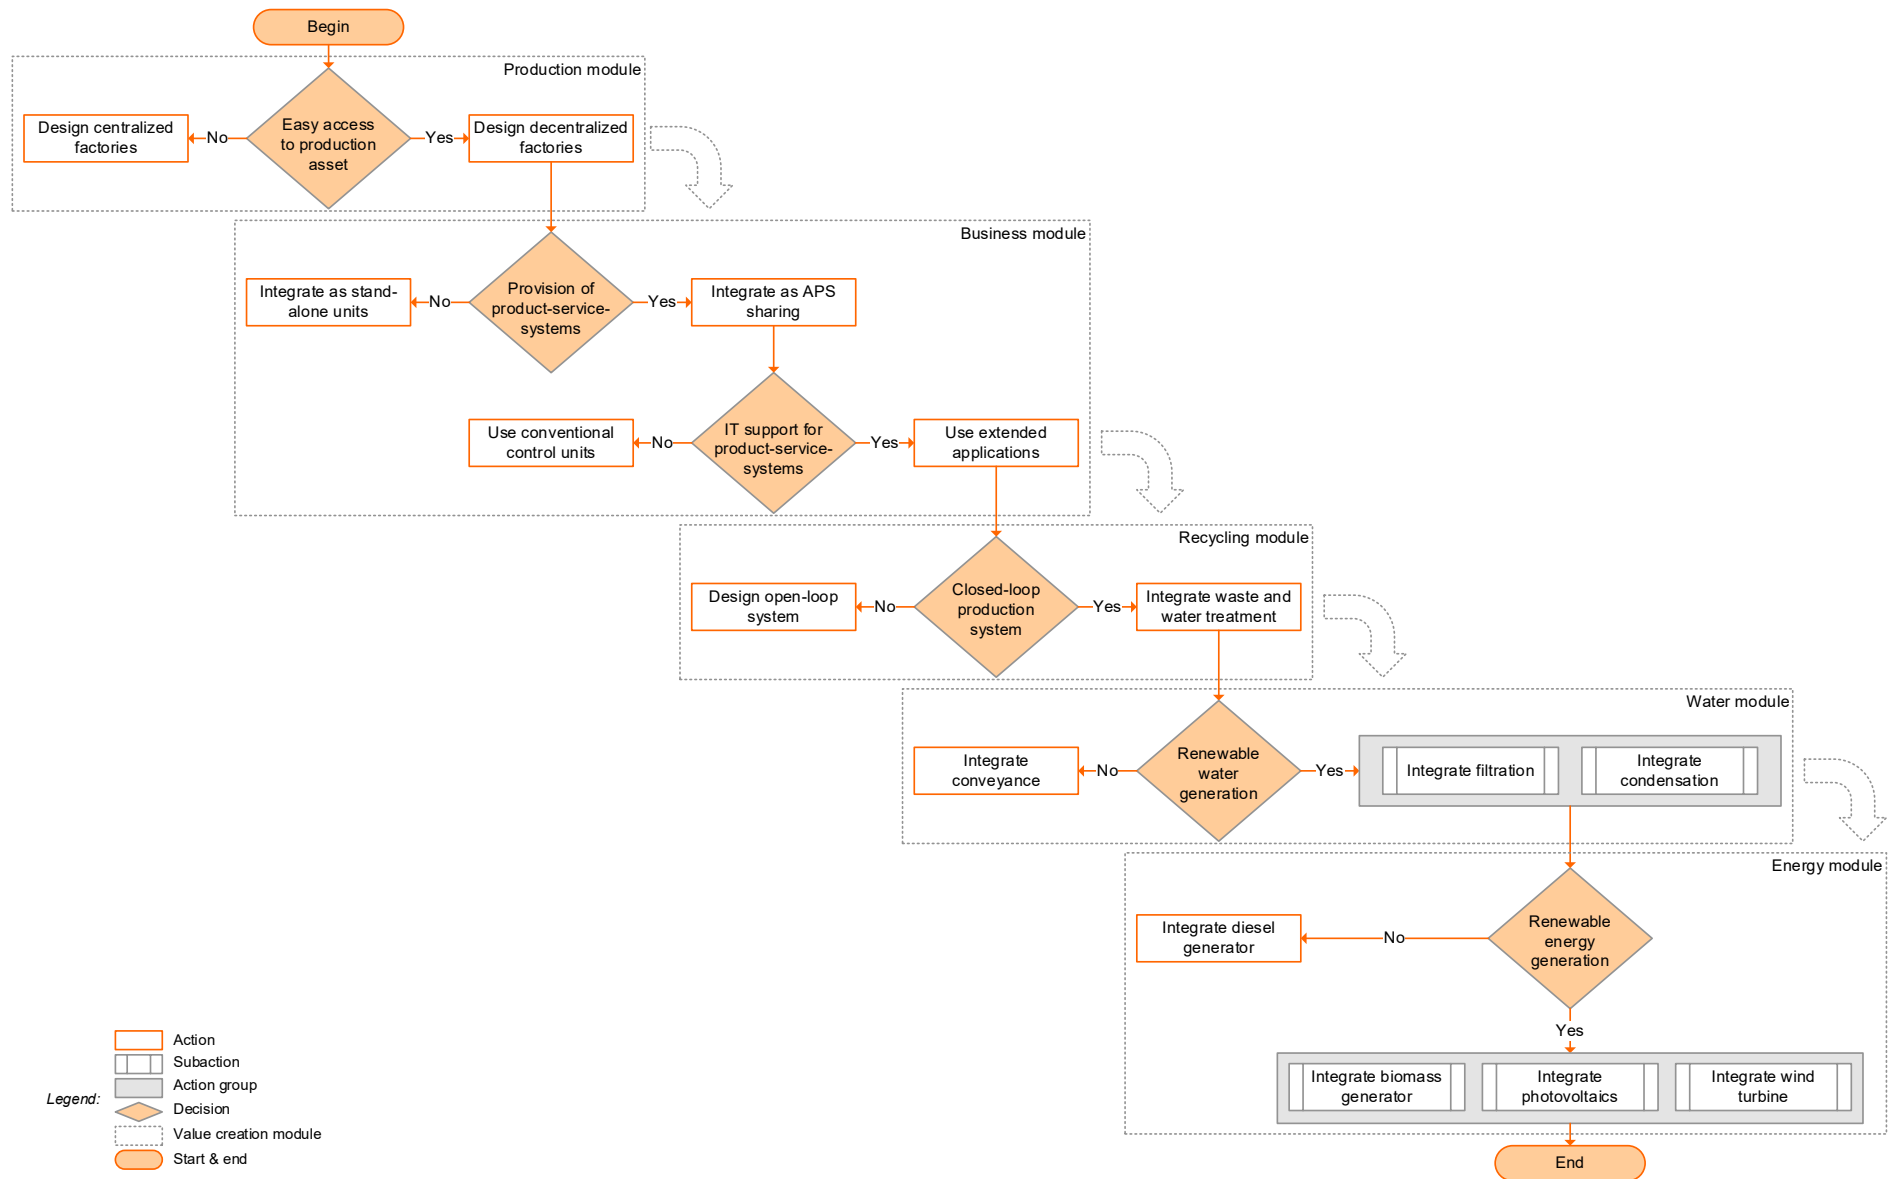 Begin
Production module
Easy access
to production
asset
No
Yes
Design centralized
factories
Design decentralized
factories
Business module
Provision of
product-service-
systems
No
Yes
Integrate as stand-
alone units
Integrate as APS
sharing
IT support for
product-service-
systems
No
Yes
Use conventional
control units
Use extended
applications
Recycling module
Closed-loop
production
system
No
Yes
Design open-loop
system
Integrate waste and
water treatment
Water module
Renewable
water
generation
No
Yes
Integrate
conveyance
Integrate filtration
Integrate
condensation
Energy module
Renewable
energy
generation
No
Integrate diesel
generator
Yes
Integrate biomass
generator
Integrate
photovoltaics
Integrate wind
turbine
End
Legend:
Action
Subaction
Action group
Decision
Value creation module
Start & end